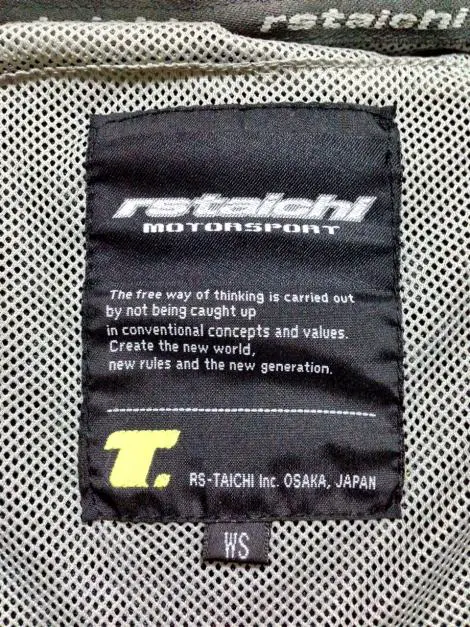 rstaichi
rstaichi
MOTORSPORT
The free way of thinking is carried out
by not being caught up
in conventional concepts and values.
Create the new world,
new rules and the new generation.
T.
RS-TAICHI Inc. OSAKA, JAPAN
WS